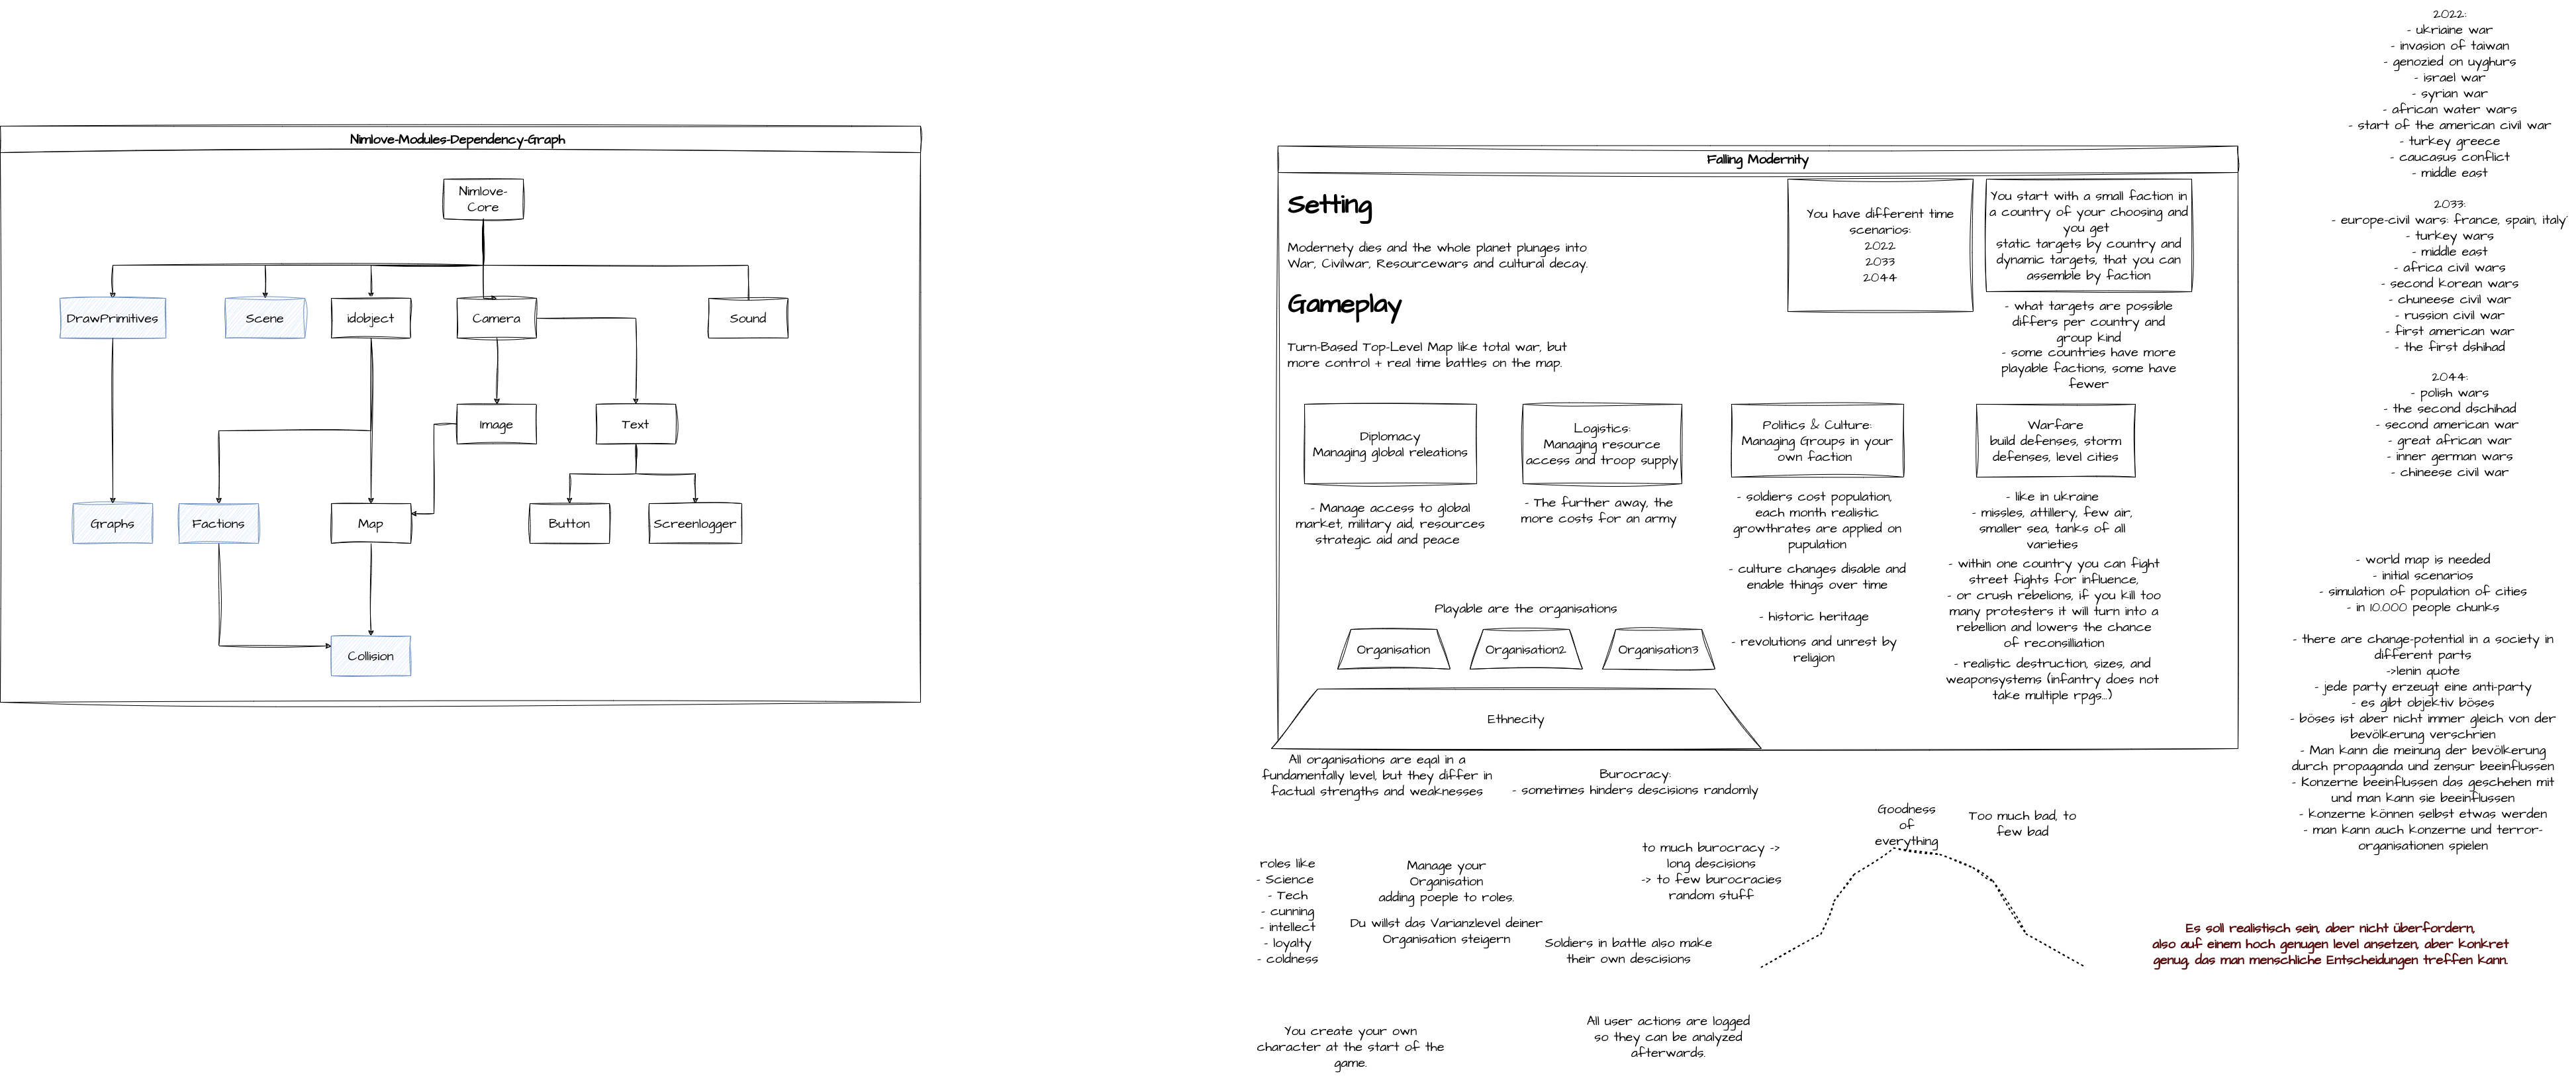 Nimlove-Modules-Dependency-Graph
Nimlove-
Core
DrawPrimitives
Scene
idobject
Camera
Sound
Image
Text
Graphs
Factions
Map
Button
Screenlogger
Collision
Falling Modernity
Setting
Modernety dies and the whole planet plunges into
War, Civilwar, Resourcewars and cultural decay.
Gameplay
Turn-Based Top-Level Map like total war, but
more control + real time battles on the map.
You have different time
scenarios:
2022
2033
2044
You start with a small faction in
a country of your choosing and
you get
static targets by country and
dynamic targets, that you can
assemble by faction
- what targets are possible
differs per country and
group kind
- some countries have more
playable factions, some have
fewer
Diplomacy
Managing global releations
Logistics:
Managing resource
access and troop supply
Politics & Culture:
Managing Groups in your
own faction
Warfare
build defenses, storm
defenses, level cities
- Manage access to global
market, military aid, resources
strategic aid and peace
- The further away, the
more costs for an army
- soldiers cost population,
each month realistic
growthrates are applied on
pupulation
- culture changes disable and
enable things over time
- historic heritage
- revolutions and unrest by
religion
- like in ukraine
- missles, attillery, few air,
smaller sea, tanks of all
varieties
- within one country you can fight
street fights for influence,
- or crush rebelions, if you kill too
many protesters it will turn into a
rebellion and lowers the chance
of reconsilliation
- realistic destruction, sizes, and
weaponsystems (infantry does not
take multiple rpgs...)
Playable are the organisations
Organisation
Organisation2
Organisation3
Ethnecity
All organisations are eqal in a
fundamentally level, but they differ in
factual strengths and weaknesses
Burocracy:
- sometimes hinders descisions randomly
roles like
- Science
- Tech
- cunning
- intellect
- loyalty
- coldness
Manage your
Organisation
adding poeple to roles.
Du willst das Varianzlevel deiner
Organisation steigern
to much burocracy ->
long descisions
-> to few burocracies
random stuff
Soldiers in battle also make
their own descisions
Goodness
of
everything
Too much bad, to
few bad
You create your own
character at the start of the
game.
All user actions are logged
so they can be analyzed
afterwards.
2022:
- ukriaine war
- invasion of taiwan
- genozied on uyghurs
- israel war
- syrian war
- african water wars
- start of the american civil war
- turkey greece
- caucasus conflict
- middle east
2033:
- europe-civil wars: france, spain, italy
- turkey wars
- middle east
- africa civil wars
- second korean wars
- chuneese civil war
- russion civil war
- first american war
- the first dshihad
2044:
- polish wars
- the second dschihad
- second american war
- great african war
- inner german wars
- chineese civil war
- world map is needed
- initial scenarios
- simulation of population of cities
- in 10.000 people chunks
- there are change-potential in a society in
different parts
->lenin quote
- jede party erzeugt eine anti-party
- es gibt objektiv böses
- böses ist aber nicht immer gleich von der
bevölkerung verschrien
- Man kann die meinung der bevölkerung
durch propaganda und zensur beeinflussen
- Konzerne beeinflussen das geschehen mit
und man kann sie beeinflussen
- konzerne können selbst etwas werden
- man kann auch konzerne und terror-
organisationen spielen
Es soll realistisch sein, aber nicht überfordern,
also auf einem hoch genugen level ansetzen, aber konkret
genug, das man menschliche Entscheidungen treffen kann.